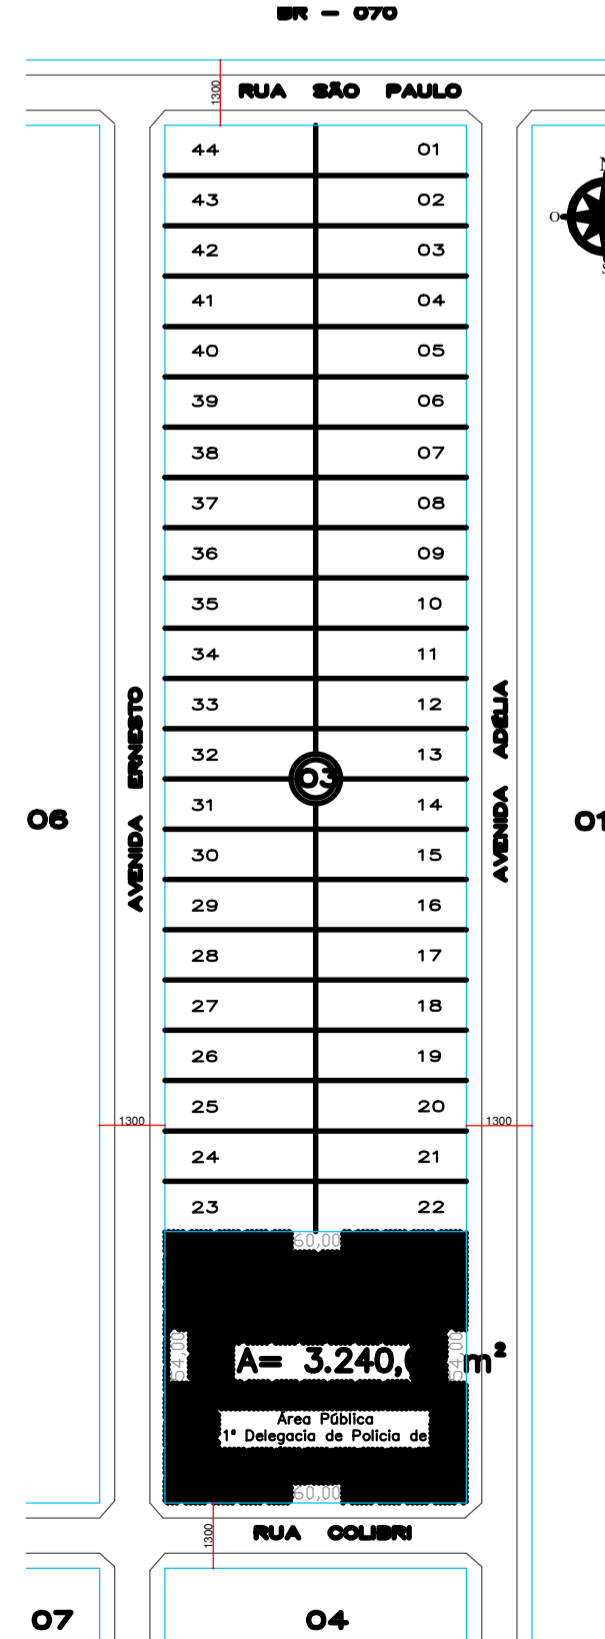 BR - 070
1300 RUA SÃO PAULO
44 01
N
43 02
O
42 03
S
41 04
40 05
39 06
38 07
37 08
36 09
35 10
34 11
33 12
32 13
03
31 14
06 AVENIDA ERNESTO AVENIDA ADÉLIA 01
30 15
29 16
28 17
27 18
26 19
25 20
1300 1300
24 21
23 22
60,00
54,00 54,00
A= 3.240, m²
Área Pública
1ª Delegacia de Policia de
60,00
1300 RUA COLIBRI
07 04